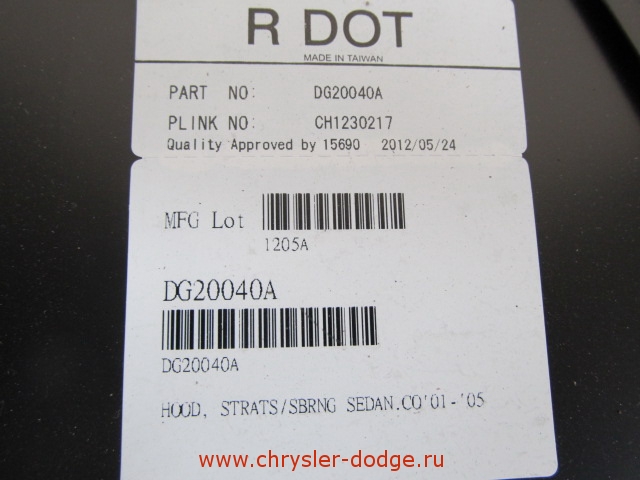 R DOT
MADE IN TAIWAN
PART NO: DG20040A
PLINK NO: CH1230217
Quality Approved by 15690 2012/05/24
MFG Lot
1205A
DG20040A
DG20040A
HOOD, STRATS/SBRNG SEDAN.CO'01-'05
www.chrysler-dodge.ru